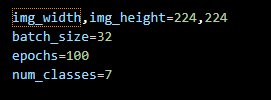 img_width,img_height=224,224
batch_size=32
epochs=100
num_classes=7